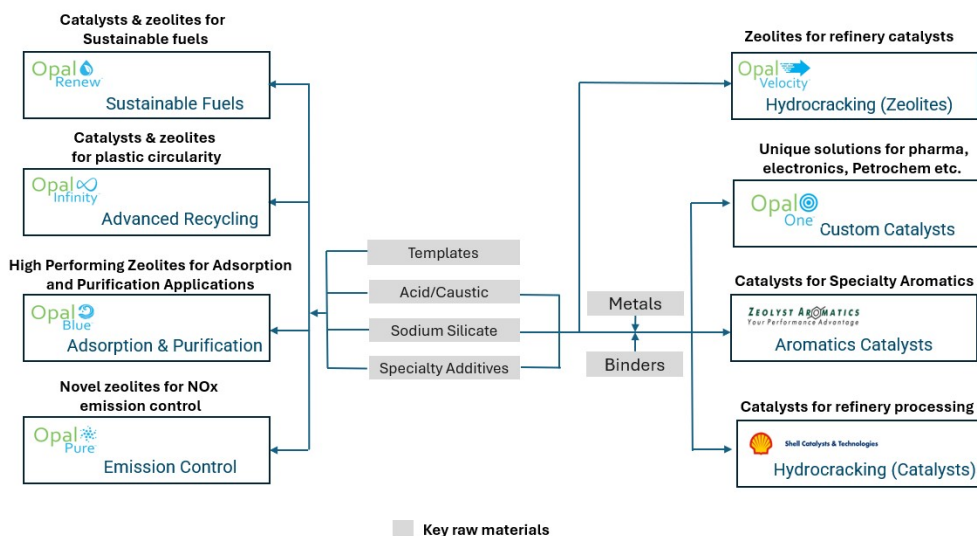 Catalysts & zeolites for
Sustainable fuels
Opal
Renew
Sustainable Fuels
Catalysts & zeolites
for plastic circularity
Opal
Infinity
Advanced Recycling
High Performing Zeolites for Adsorption
and Purification Applications
Opal
Blue
Adsorption & Purification
Novel zeolites for NOx
emission control
Opal
Pure
Emission Control
Templates
Acid/Caustic
Sodium Silicate
Specialty Additives
Metals
Binders
Zeolites for refinery catalysts
Opal
Velocity
Hydrocracking (Zeolites)
Unique solutions for pharma,
electronics, Petrochem etc.
Opal
One
Custom Catalysts
Catalysts for Specialty Aromatics
ZEOLYST AROMATICS
Your Performance Advantage
Aromatics Catalysts
Catalysts for refinery processing
Shell Catalysts & Technologies
Hydrocracking (Catalysts)
Key raw materials